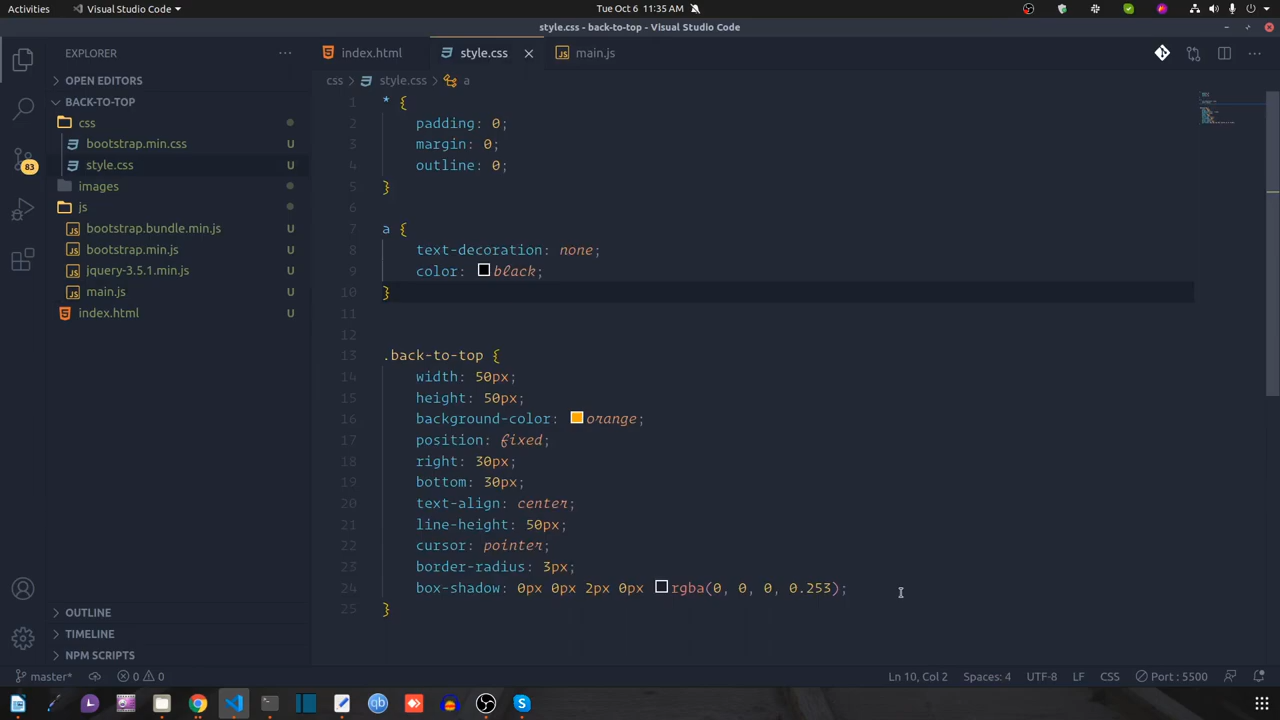 Activities
Visual Studio Code
Tue Oct 6 11:35 AM
style.css - back-to-top - Visual Studio Code
EXPLORER
index.html
style.css
main.js
OPEN EDITORS
css
style.css
a
BACK-TO-TOP
css
bootstrap.min.css U
style.css U
images
js
bootstrap.bundle.min.js U
bootstrap.min.js U
jquery-3.5.1.min.js U
main.js U
index.html U
83
OUTLINE
TIMELINE
NPM SCRIPTS
1 * {
2 padding: 0;
3 margin: 0;
4 outline: 0;
5 }
6
7 a {
8 text-decoration: none;
9 color: black;
10 }
11
12
13 .back-to-top {
14 width: 50px;
15 height: 50px;
16 background-color: orange;
17 position: fixed;
18 right: 30px;
19 bottom: 30px;
20 text-align: center;
21 line-height: 50px;
22 cursor: pointer;
23 border-radius: 3px;
24 box-shadow: 0px 0px 2px 0px rgba(0, 0, 0, 0.253);
25 }
master* 0 0
Ln 10, Col 2 Spaces: 4 UTF-8 LF CSS Port : 5500
qb